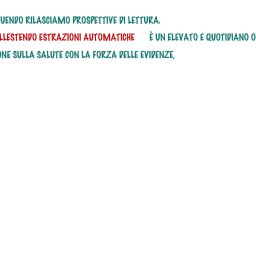 UENDO RILASCIAMO PROSPETTIVE DI LETTURA.
LLESTENDO ESTRAZIONI AUTOMATICHE È UN ELEVATO E QUOTIDIANO O
ONE SULLA SALUTE CON LA FORZA DELLE EVIDENZE,